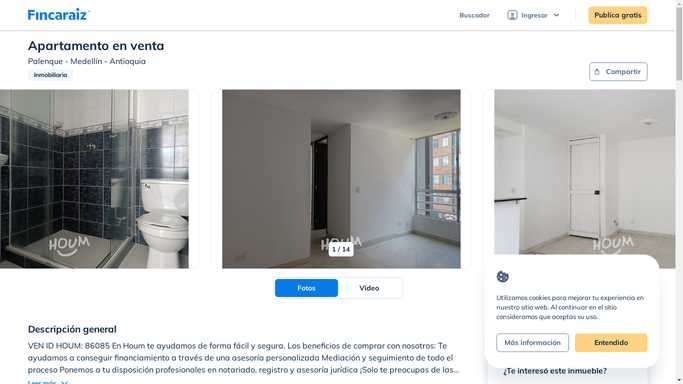 Fincaraiz
Buscador
Ingresar
Publica gratis
Apartamento en venta
Palenque - Medellín - Antioquia
Inmobiliaria
Compartir
HOUM
HOUM
1 / 14
HOUM
Fotos
Video
Descripción general
VEN ID HOUM: 86085 En Houm te ayudamos de forma fácil y segura. Los beneficios de comprar con nosotros: Te
ayudamos a conseguir financiamiento a través de una asesoría personalizada Mediación y seguimiento de todo el
proceso Ponemos a tu disposición profesionales en notariado, registro y asesoría jurídica ¡Solo te preocupas de las...
Leer más
Utilizamos cookies para mejorar tu experiencia en
nuestro sitio web. Al continuar en el sitio
consideramos que aceptas su uso.
Más información
Entendido
¿Te interesó este inmueble?